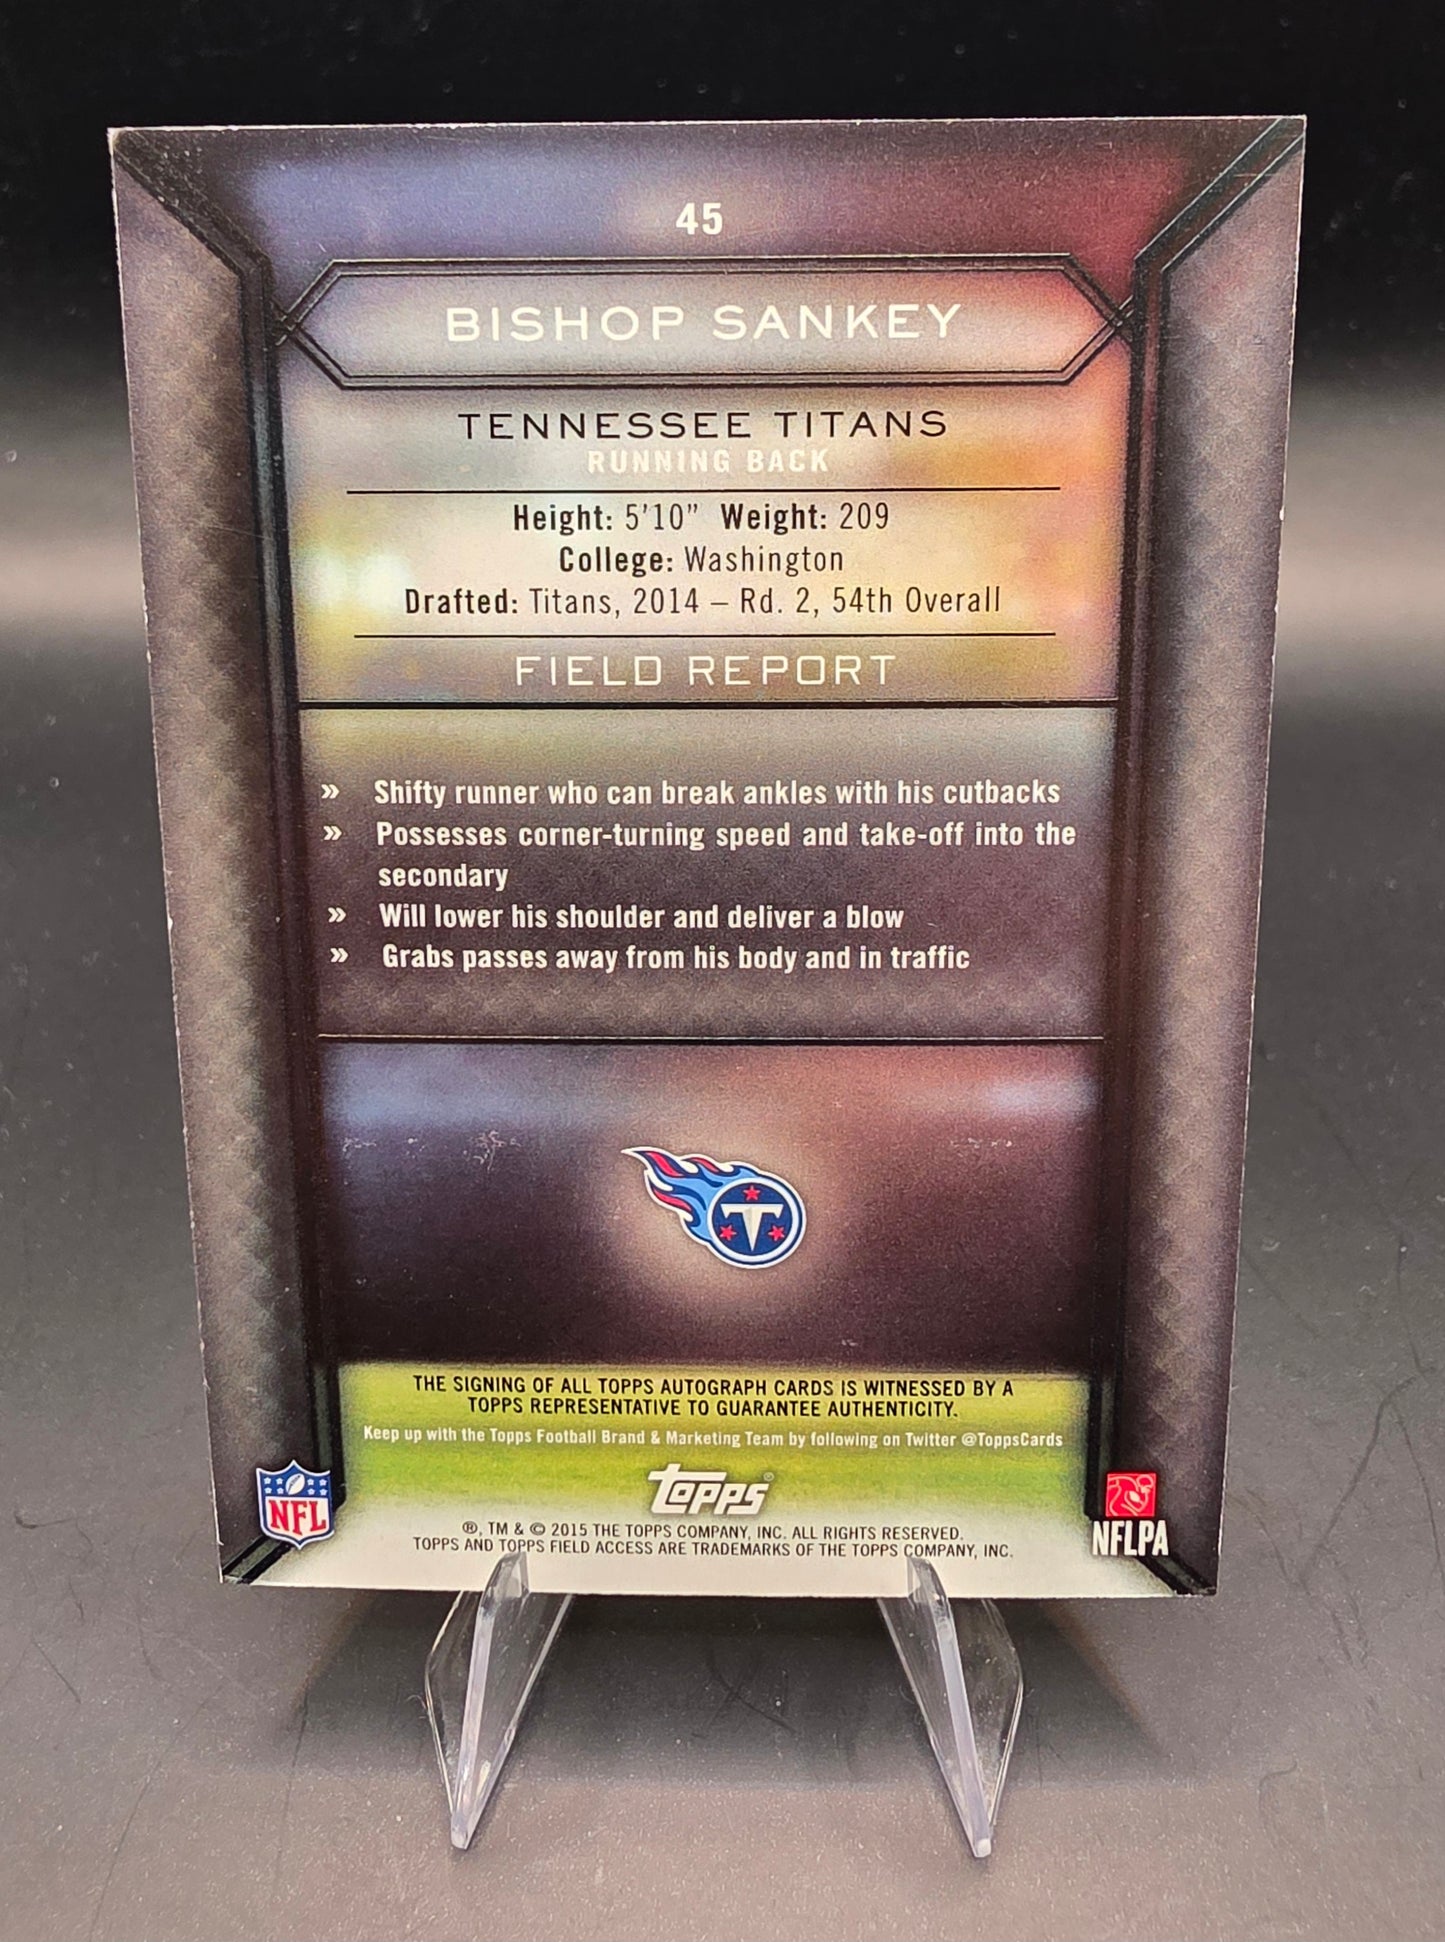 45
BISHOP SANKEY
TENNESSEE TITANS
RUNNING BACK
Height: 5'10" Weight: 209
College: Washington
Drafted: Titans, 2014 – Rd. 2, 54th Overall
FIELD REPORT
» Shifty runner who can break ankles with his cutbacks
» Possesses corner-turning speed and take-off into the
secondary
» Will lower his shoulder and deliver a blow
» Grabs passes away from his body and in traffic
T
THE SIGNING OF ALL TOPPS AUTOGRAPH CARDS IS WITNESSED BY A
TOPPS REPRESENTATIVE TO GUARANTEE AUTHENTICITY.
Keep up with the Topps Football Brand & Marketing Team by following on Twitter @ToppsCards
NFL
topps®
NFLPA
®, TM & © 2015 THE TOPPS COMPANY, INC. ALL RIGHTS RESERVED.
TOPPS AND TOPPS FIELD ACCESS ARE TRADEMARKS OF THE TOPPS COMPANY, INC.